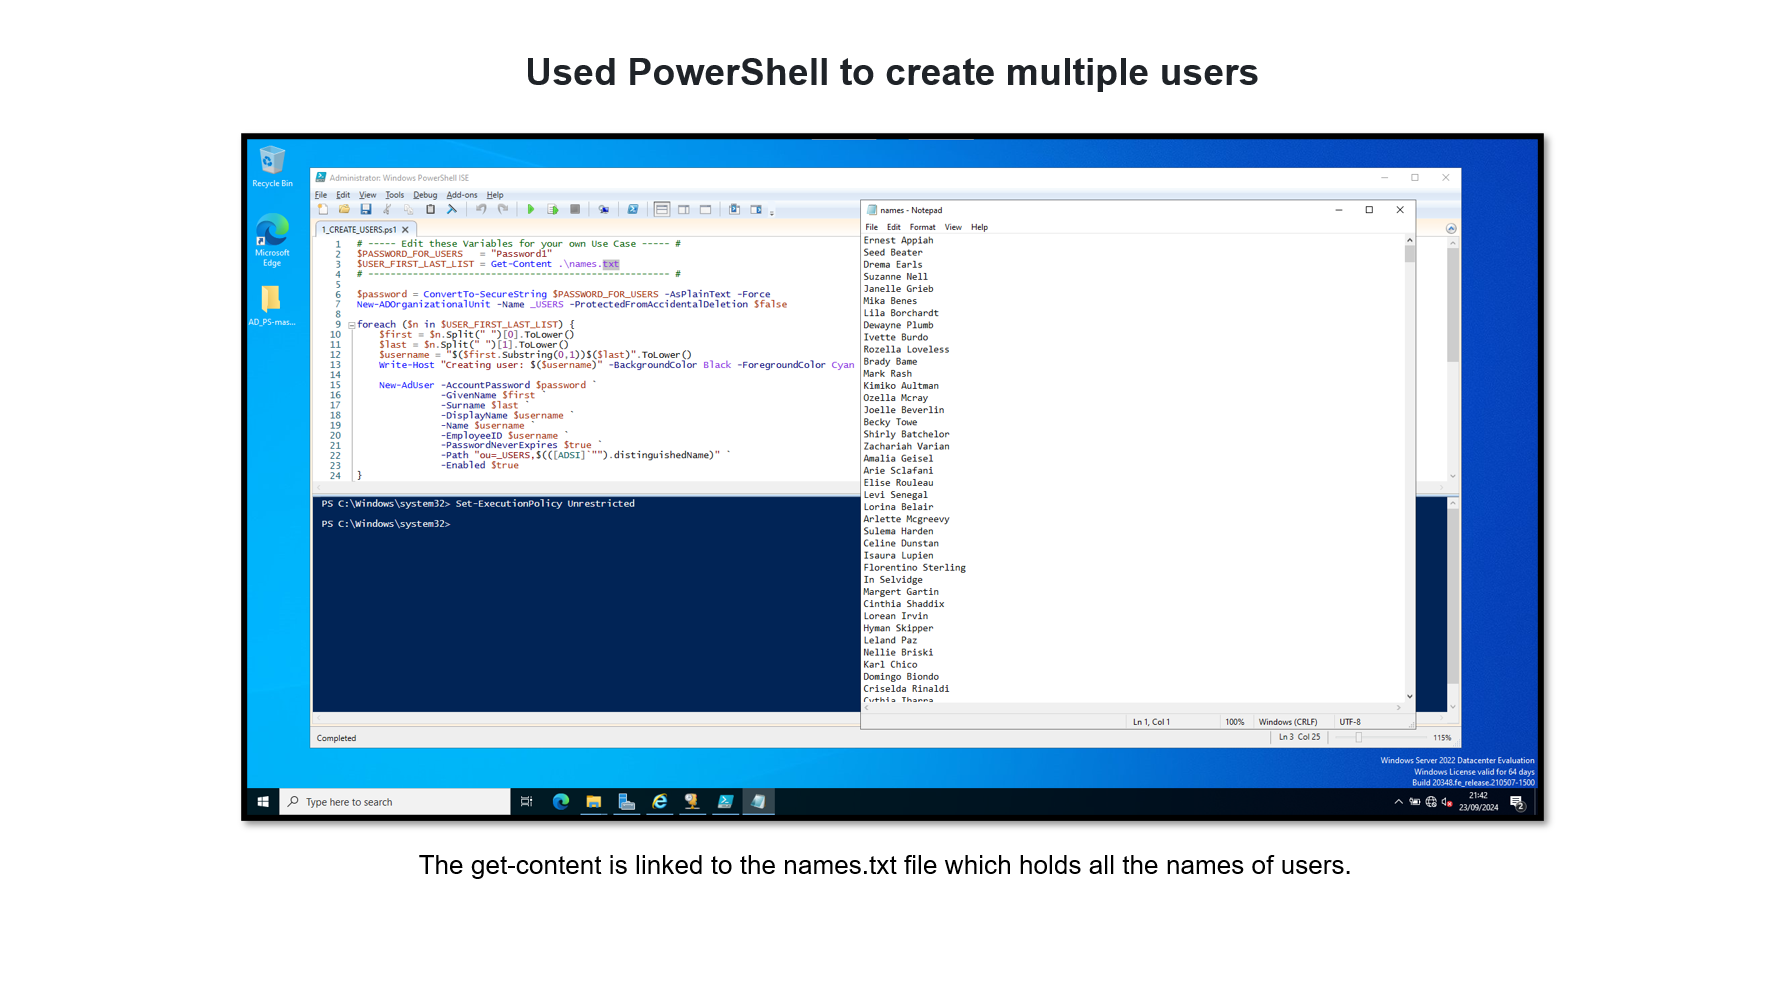 Used PowerShell to create multiple users
Recycle Bin
Microsoft
Edge
AD_PS-mas...
Administrator: Windows PowerShell ISE
File Edit View Tools Debug Add-ons Help
1_CREATE_USERS.ps1
1 # ----- Edit these Variables for your own Use Case ----- #
2 $PASSWORD_FOR_USERS = "Password1"
3 $USER_FIRST_LAST_LIST = Get-Content .\names.txt
4 # ------------------------------------------------------ #
5
6 $password = ConvertTo-SecureString $PASSWORD_FOR_USERS -AsPlainText -Force
7 New-ADOrganizationalUnit -Name _USERS -ProtectedFromAccidentalDeletion $false
8
9 foreach ($n in $USER_FIRST_LAST_LIST) {
10 $first = $n.Split(" ")[0].ToLower()
11 $last = $n.Split(" ")[1].ToLower()
12 $username = "$($first.Substring(0,1))$($last)".ToLower()
13 Write-Host "Creating user: $($username)" -BackgroundColor Black -ForegroundColor Cyan
14
15 New-AdUser -AccountPassword $password `
16 -GivenName $first `
17 -Surname $last `
18 -DisplayName $username `
19 -Name $username `
20 -EmployeeID $username `
21 -PasswordNeverExpires $true `
22 -Path "ou=_USERS,$(([ADSI]`"").distinguishedName)" `
23 -Enabled $true
24 }
PS C:\Windows\system32> Set-ExecutionPolicy Unrestricted
PS C:\Windows\system32>
Completed
Ln 3 Col 25
115%
names - Notepad
File Edit Format View Help
Ernest Appiah
Seed Beater
Drema Earls
Suzanne Nell
Janelle Grieb
Mika Benes
Lila Borchardt
Dewayne Plumb
Ivette Burdo
Rozella Loveless
Brady Bame
Mark Rash
Kimiko Aultman
Ozella Mcray
Joelle Beverlin
Becky Towe
Shirly Batchelor
Zachariah Varian
Amalia Geisel
Arie Sclafani
Elise Rouleau
Levi Senegal
Lorina Belair
Arlette Mcgreevy
Sulema Harden
Celine Dunstan
Isaura Lupien
Florentino Sterling
In Selvidge
Margert Gartin
Cinthia Shaddix
Lorean Irvin
Hyman Skipper
Leland Paz
Nellie Briski
Karl Chico
Domingo Biondo
Criselda Rinaldi
Cythia Ibarra
Ln 1, Col 1 100% Windows (CRLF) UTF-8
Windows Server 2022 Datacenter Evaluation
Windows License valid for 64 days
Build 20348.fe_release.210507-1500
Type here to search
21:42
23/09/2024
2
The get-content is linked to the names.txt file which holds all the names of users.